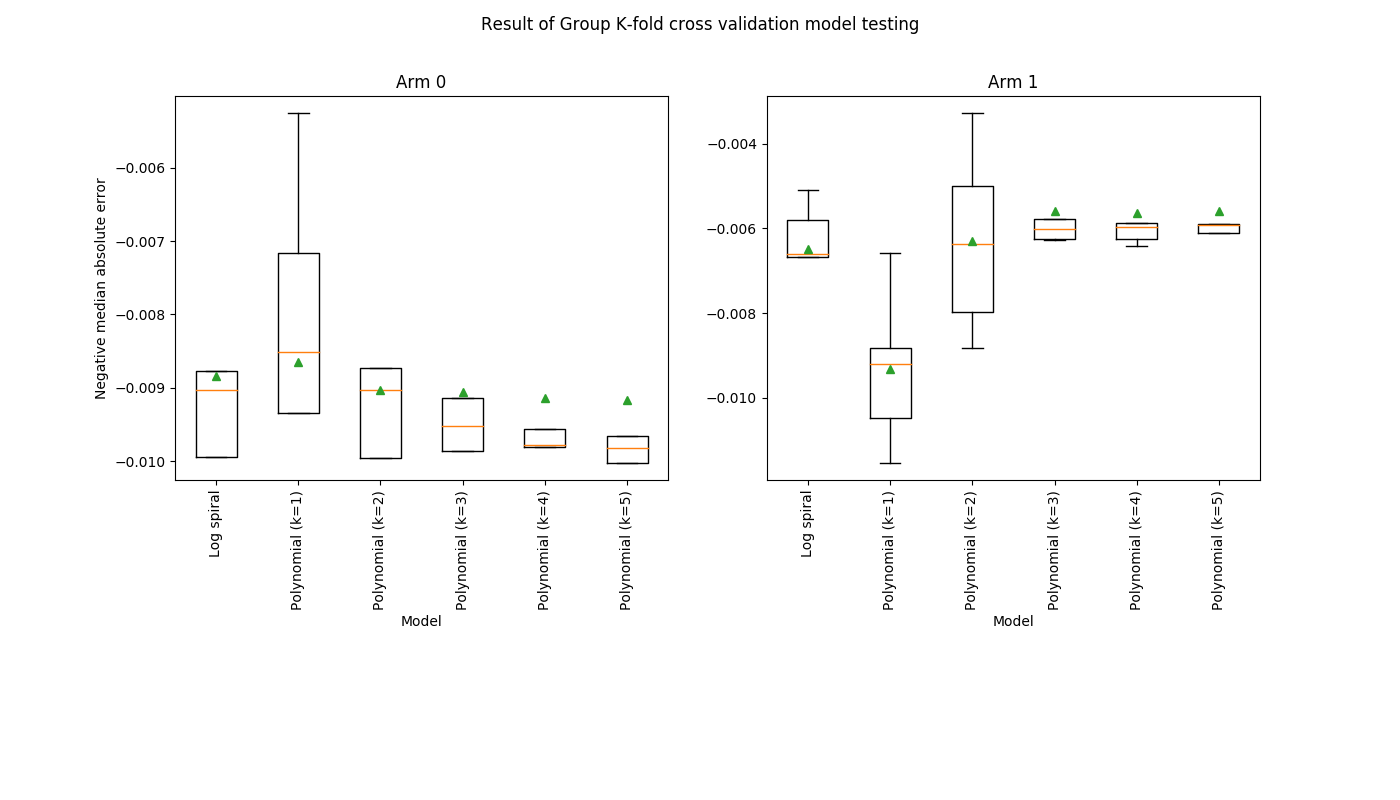 Result of Group K-fold cross validation model testing
Arm 0
Negative median absolute error
−0.006
−0.007
−0.008
−0.009
−0.010
Log spiral
Polynomial (k=1)
Polynomial (k=2)
Polynomial (k=3)
Polynomial (k=4)
Polynomial (k=5)
Model
Arm 1
−0.004
−0.006
−0.008
−0.010
Log spiral
Polynomial (k=1)
Polynomial (k=2)
Polynomial (k=3)
Polynomial (k=4)
Polynomial (k=5)
Model